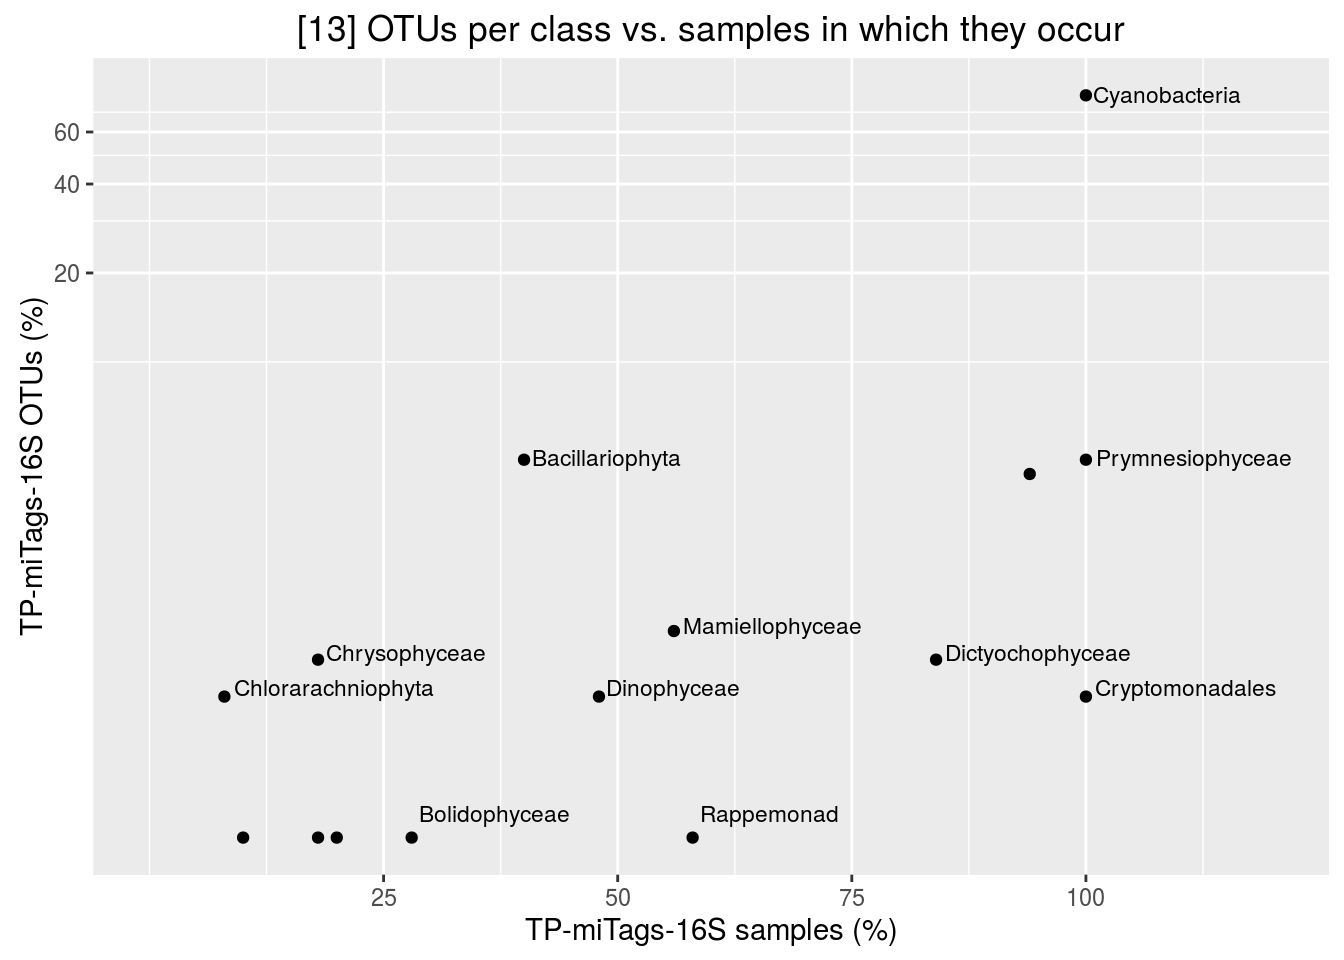 [13] OTUs per class vs. samples in which they occur
Cyanobacteria
60
40
20
TP-miTags-16S OTUs (%)
Bacillariophyta
Prymnesiophyceae
Mamiellophyceae
Chrysophyceae
Dictyochophyceae
Chlorarachniophyta
Dinophyceae
Cryptomonadales
Bolidophyceae
Rappemonad
25 50 75 100
TP-miTags-16S samples (%)